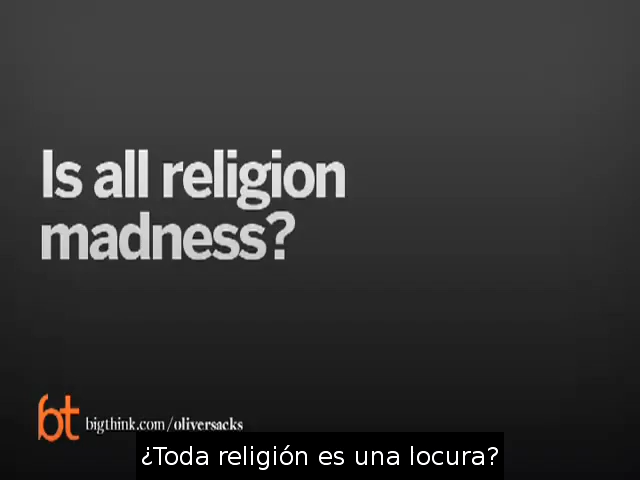 Is all religion
madness?
bt bigthink.com/oliversacks
¿Toda religión es una locura?